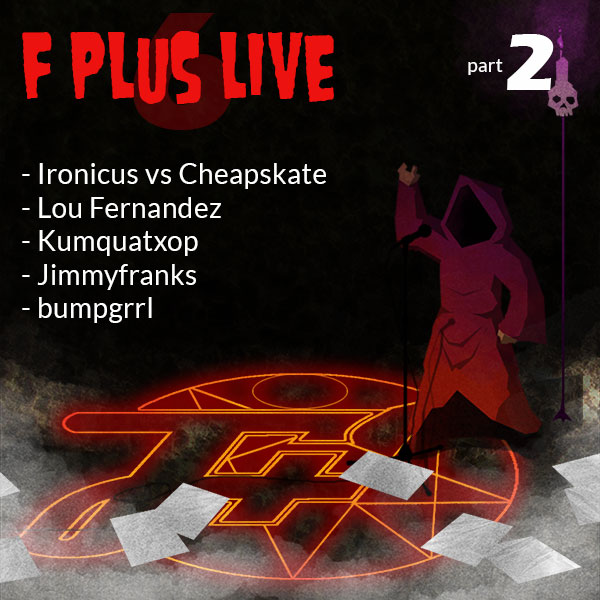 F PLUS LIVE
6
part 2
- Ironicus vs Cheapskate
- Lou Fernandez
- Kumquatxop
- Jimmyfranks
- bumpgrrl